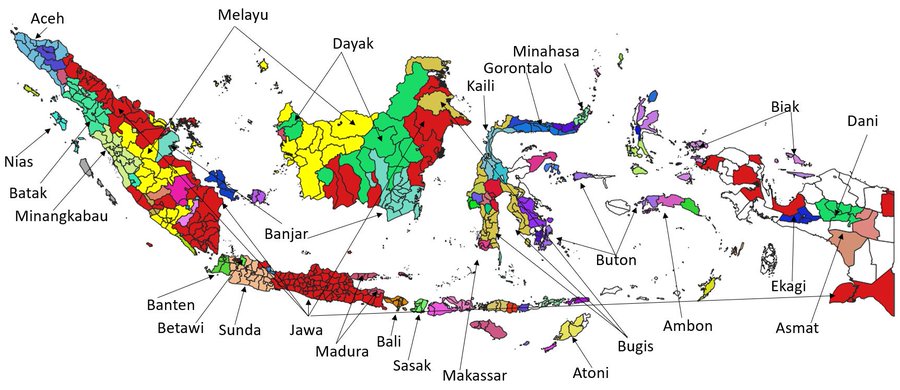 Melayu
Aceh
Dayak
Minahasa
Gorontalo
Kaili
Biak
Dani
Nias
Batak
Minangkabau
Banjar
Buton
Ekagi
Asmat
Banten
Betawi
Sunda
Jawa
Madura
Bali
Sasak
Makassar
Atoni
Bugis
Ambon